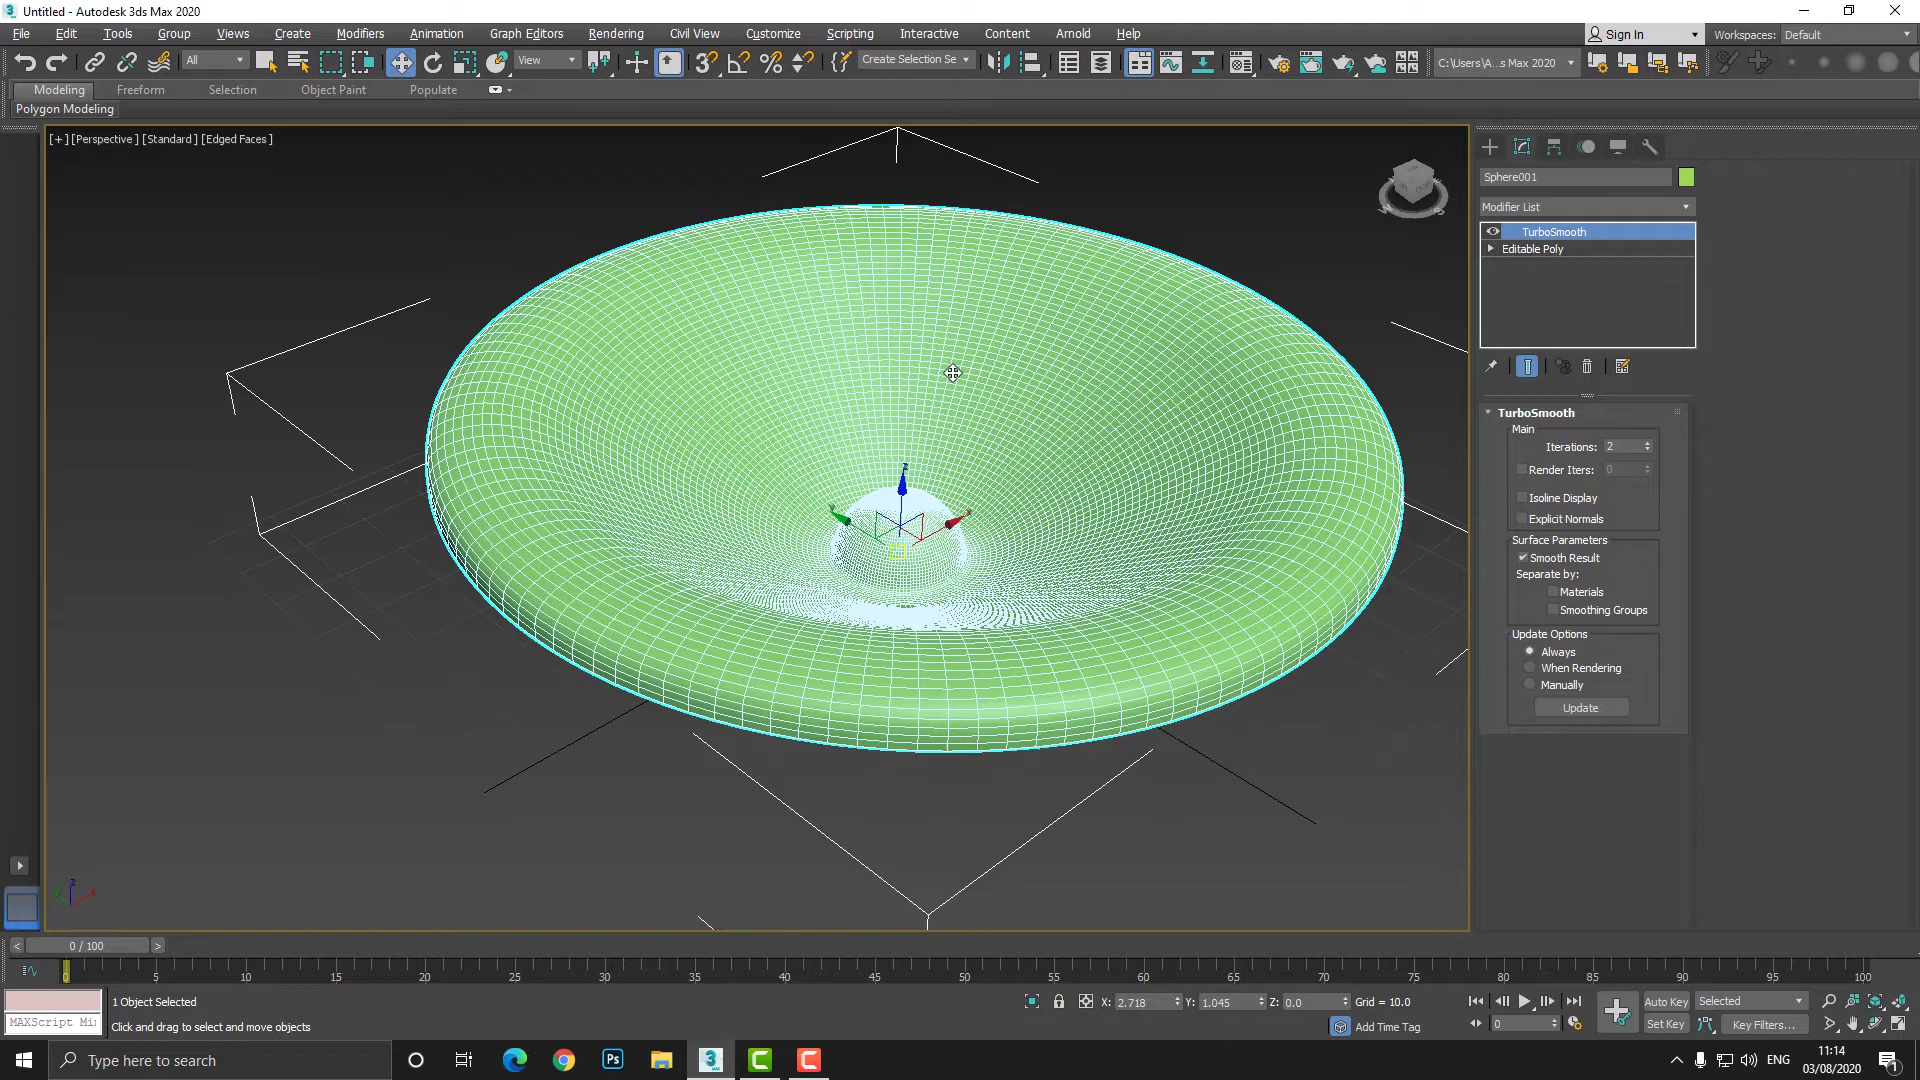 Untitled - Autodesk 3ds Max 2020
File Edit Tools Group Views Create Modifiers Animation Graph Editors Rendering Civil View Customize Scripting Interactive Content Arnold Help
Sign In Workspaces: Default
All View Create Selection Se C:\Users\A...s Max 2020
Modeling Freeform Selection Object Paint Populate
Polygon Modeling
[+] [Perspective] [Standard] [Edged Faces]
Sphere001
Modifier List
TurboSmooth
Editable Poly
TurboSmooth
Main
Iterations: 2
Render Iters: 0
Isoline Display
Explicit Normals
Surface Parameters
Smooth Result
Separate by:
Materials
Smoothing Groups
Update Options
Always
When Rendering
Manually
Update
< 0 / 100 >
0 5 10 15 20 25 30 35 40 45 50 55 60 65 70 75 80 85 90 95 100
1 Object Selected X: 2.718 Y: 1.045 Z: 0.0 Grid = 10.0 Auto Key Selected
MAXScript Mi Click and drag to select and move objects Add Time Tag 0 Set Key Key Filters...
Type here to search Ps 3 MAX C C ENG 11:14
03/08/2020 1